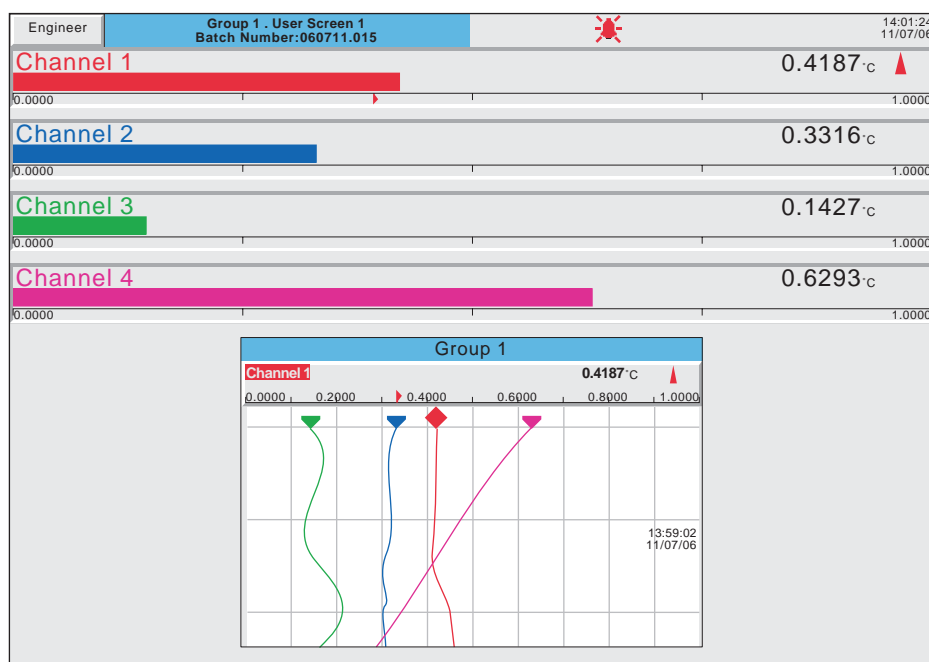 Engineer
Group 1 . User Screen 1
Batch Number:060711.015
14:01:24
11/07/06
Channel 1
0.4187°C
0.0000 1.0000
Channel 2
0.3316°C
0.0000 1.0000
Channel 3
0.1427°C
0.0000 1.0000
Channel 4
0.6293°C
0.0000 1.0000
Group 1
Channel 1 0.4187°C
0.0000 0.2000 0.4000 0.6000 0.8000 1.0000
13:59:02
11/07/06